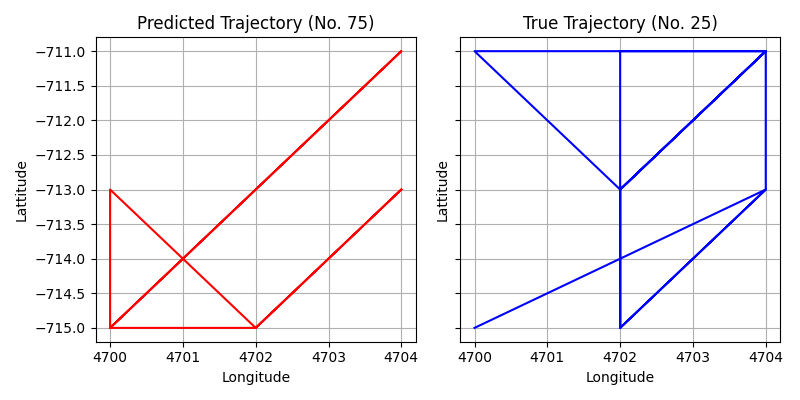 Predicted Trajectory (No. 75)
True Trajectory (No. 25)
Lattitude
−711.0
−711.5
−712.0
−712.5
−713.0
−713.5
−714.0
−714.5
−715.0
4700 4701 4702 4703 4704
Longitude
Lattitude
4700 4701 4702 4703 4704
Longitude